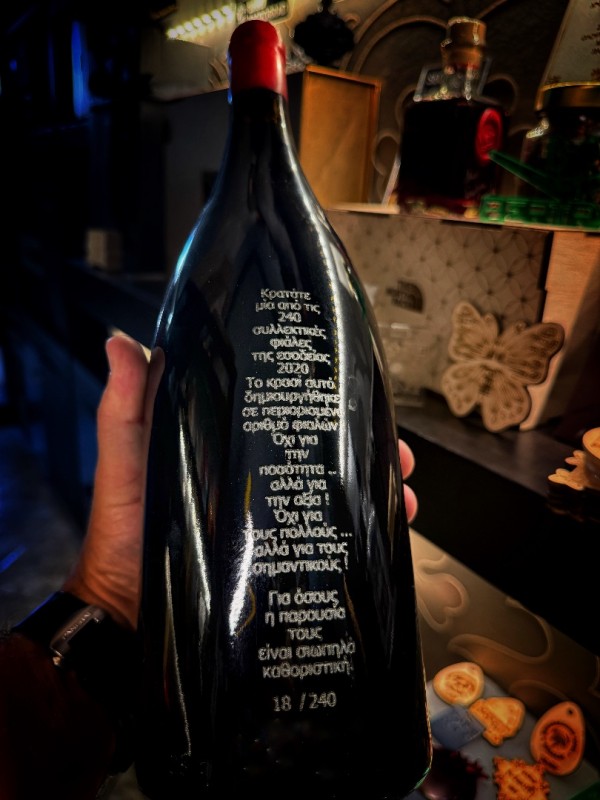 Κρατάτε
μία από τις
240
συλλεκτικές
φιάλες
της εσοδείας
2020
Το κρασί αυτό
δημιουργήθηκε
σε περιορισμένο
αριθμό φιαλών
Όχι για
την
ποσότητα ..
αλλά για
την αξία !
Όχι για
τους πολλούς ...
αλλά για τους
σημαντικούς !
Για όσους
η παρουσία
τους
είναι σιωπηλά
καθοριστική!
18 / 240